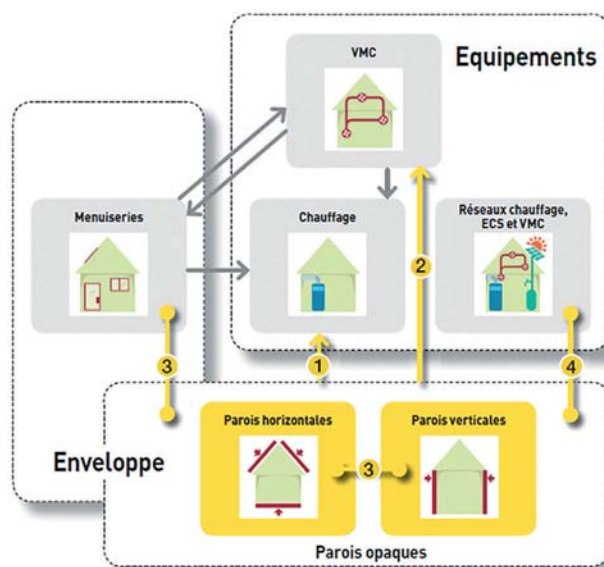 VMC
Equipements
Menuiseries
Chauffage
Réseaux chauffage,
ECS et VMC
2
3
1
4
Parois horizontales
Parois verticales
3
Enveloppe
Parois opaques